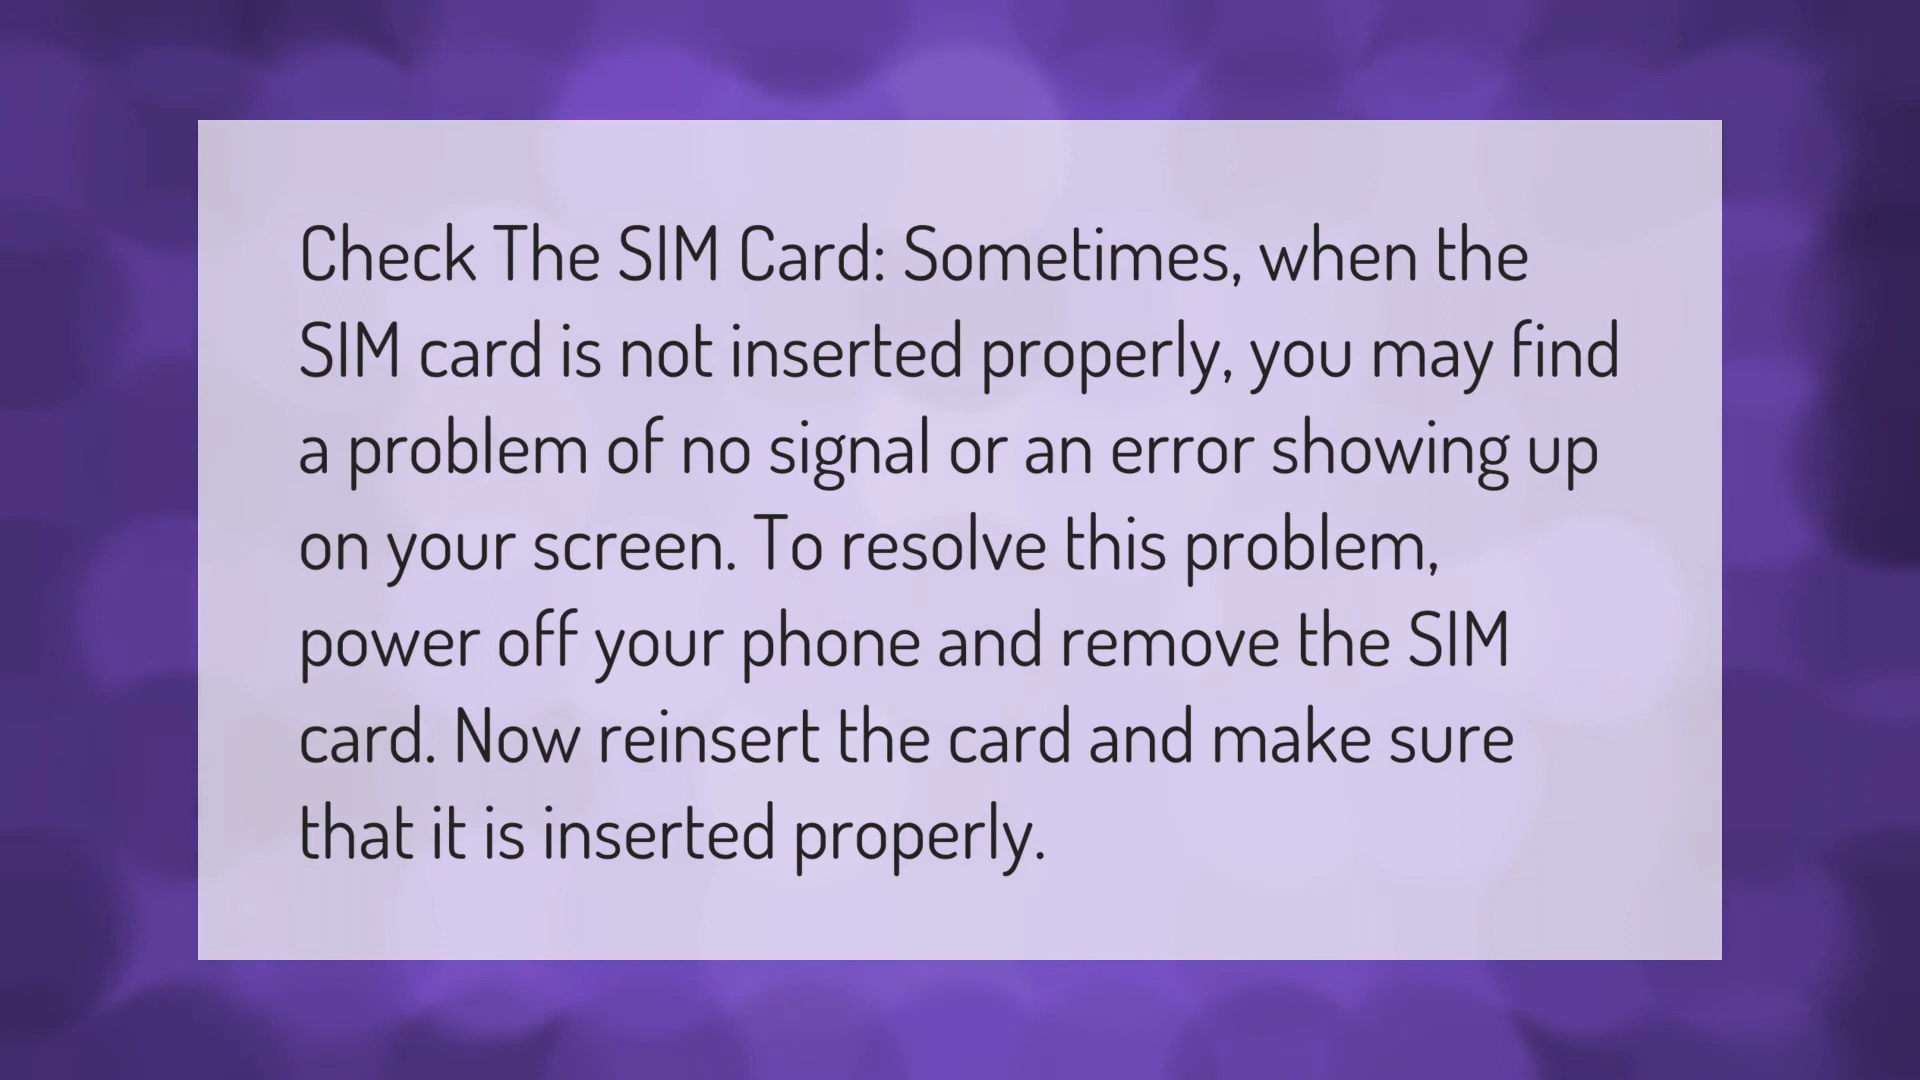 Check The SIM Card: Sometimes, when the
SIM card is not inserted properly, you may find
a problem of no signal or an error showing up
on your screen. To resolve this problem,
power off your phone and remove the SIM
card. Now reinsert the card and make sure
that it is inserted properly.